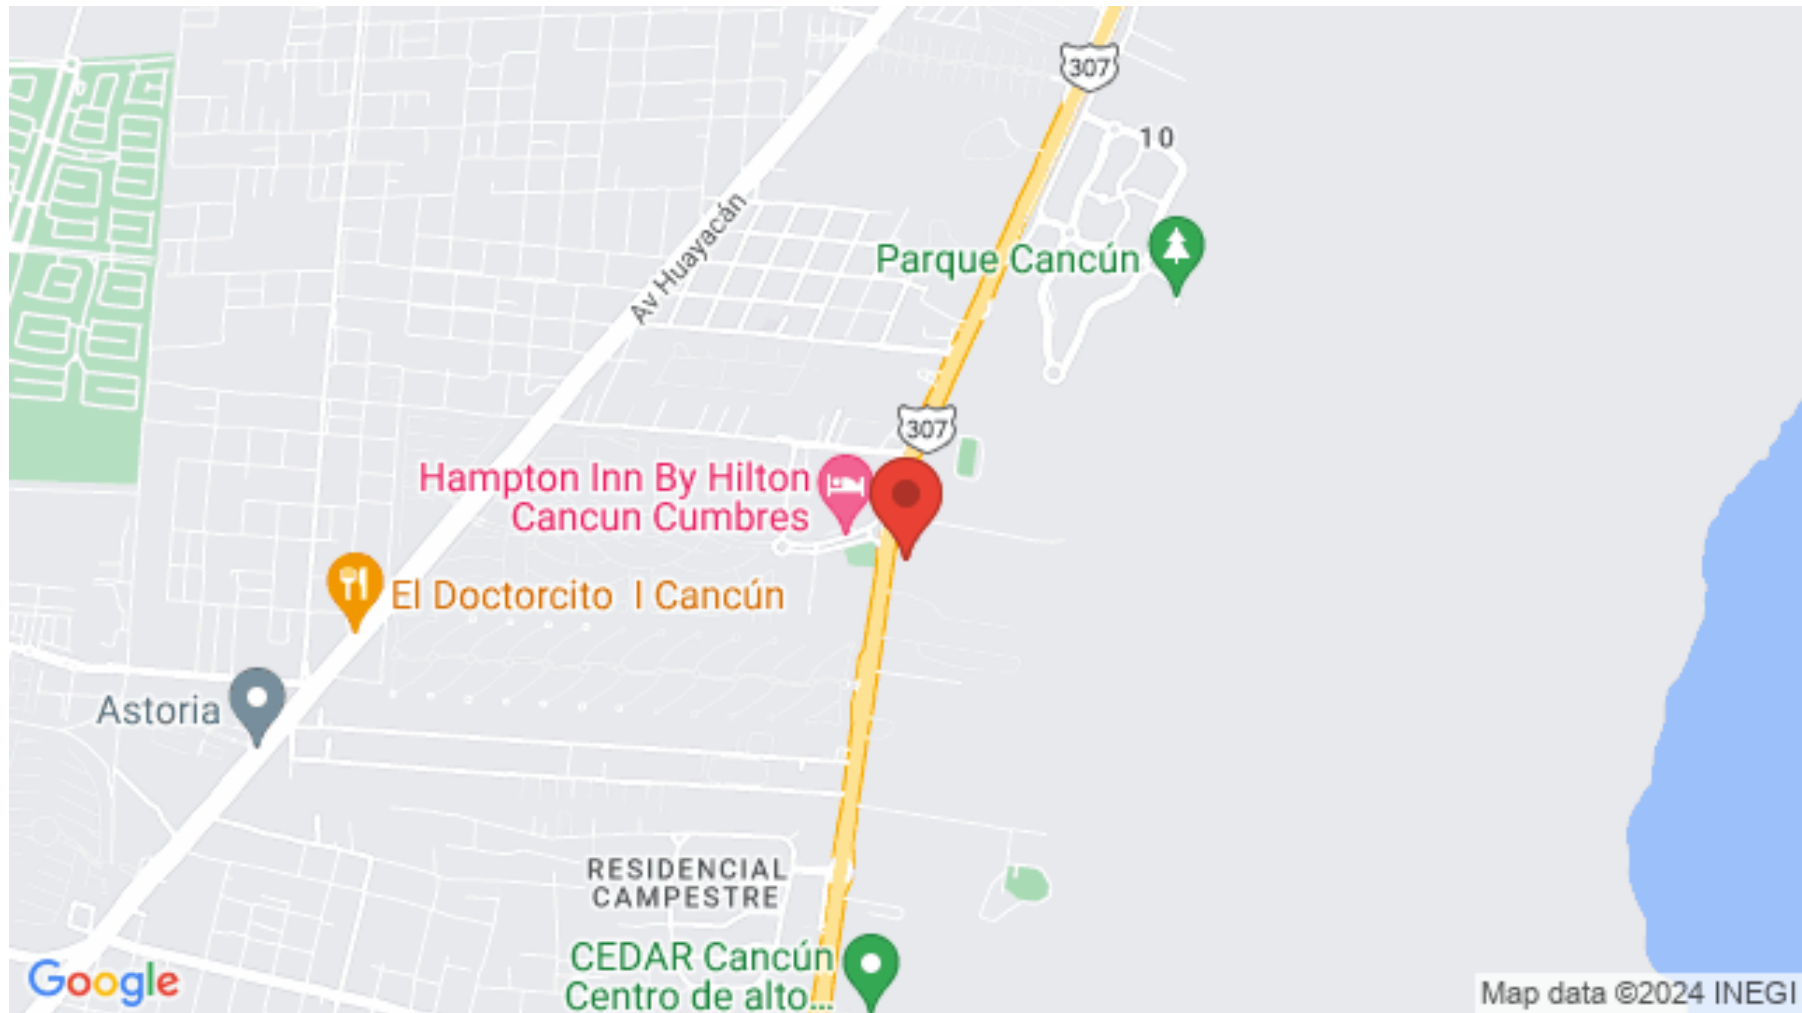 307
10
Av Huayacán
Parque Cancún
307
Hampton Inn By Hilton
Cancun Cumbres
El Doctorcito I Cancún
Astoria
RESIDENCIAL
CAMPESTRE
CEDAR Cancún
Centro de alto...
Google
Map data ©2024 INEGI